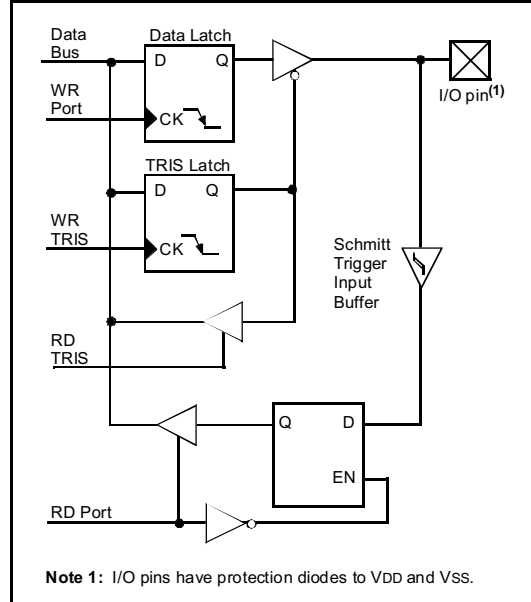 Data
Bus
Data Latch
D
Q
WR
Port
CK
I/O pin(1)
TRIS Latch
D
Q
WR
TRIS
CK
Schmitt
Trigger
Input
Buffer
RD
TRIS
Q
D
EN
RD Port
Note 1: I/O pins have protection diodes to VDD and VSS.